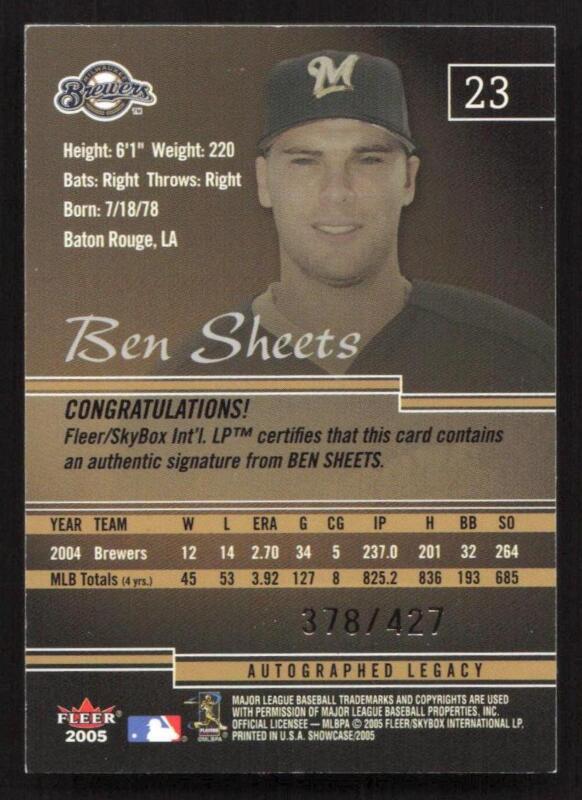 MILWAUKEE
Brewers
TM
23
M
Height: 6'1" Weight: 220
Bats: Right Throws: Right
Born: 7/18/78
Baton Rouge, LA
Ben Sheets
CONGRATULATIONS!
Fleer/SkyBox Int'l. LP™ certifies that this card contains
an authentic signature from BEN SHEETS.
YEAR TEAM W L ERA G CG IP H BB SO
2004 Brewers 12 14 2.70 34 5 237.0 201 32 264
MLB Totals (4 yrs.) 45 53 3.92 127 8 825.2 836 193 685
378/427
AUTOGRAPHED LEGACY
FLEER
2005
PLAYERS
©MLBPA
MAJOR LEAGUE BASEBALL TRADEMARKS AND COPYRIGHTS ARE USED
WITH PERMISSION OF MAJOR LEAGUE BASEBALL PROPERTIES, INC.
OFFICIAL LICENSEE – MLBPA © 2005 FLEER/SKYBOX INTERNATIONAL LP.
PRINTED IN U.S.A. SHOWCASE/2005